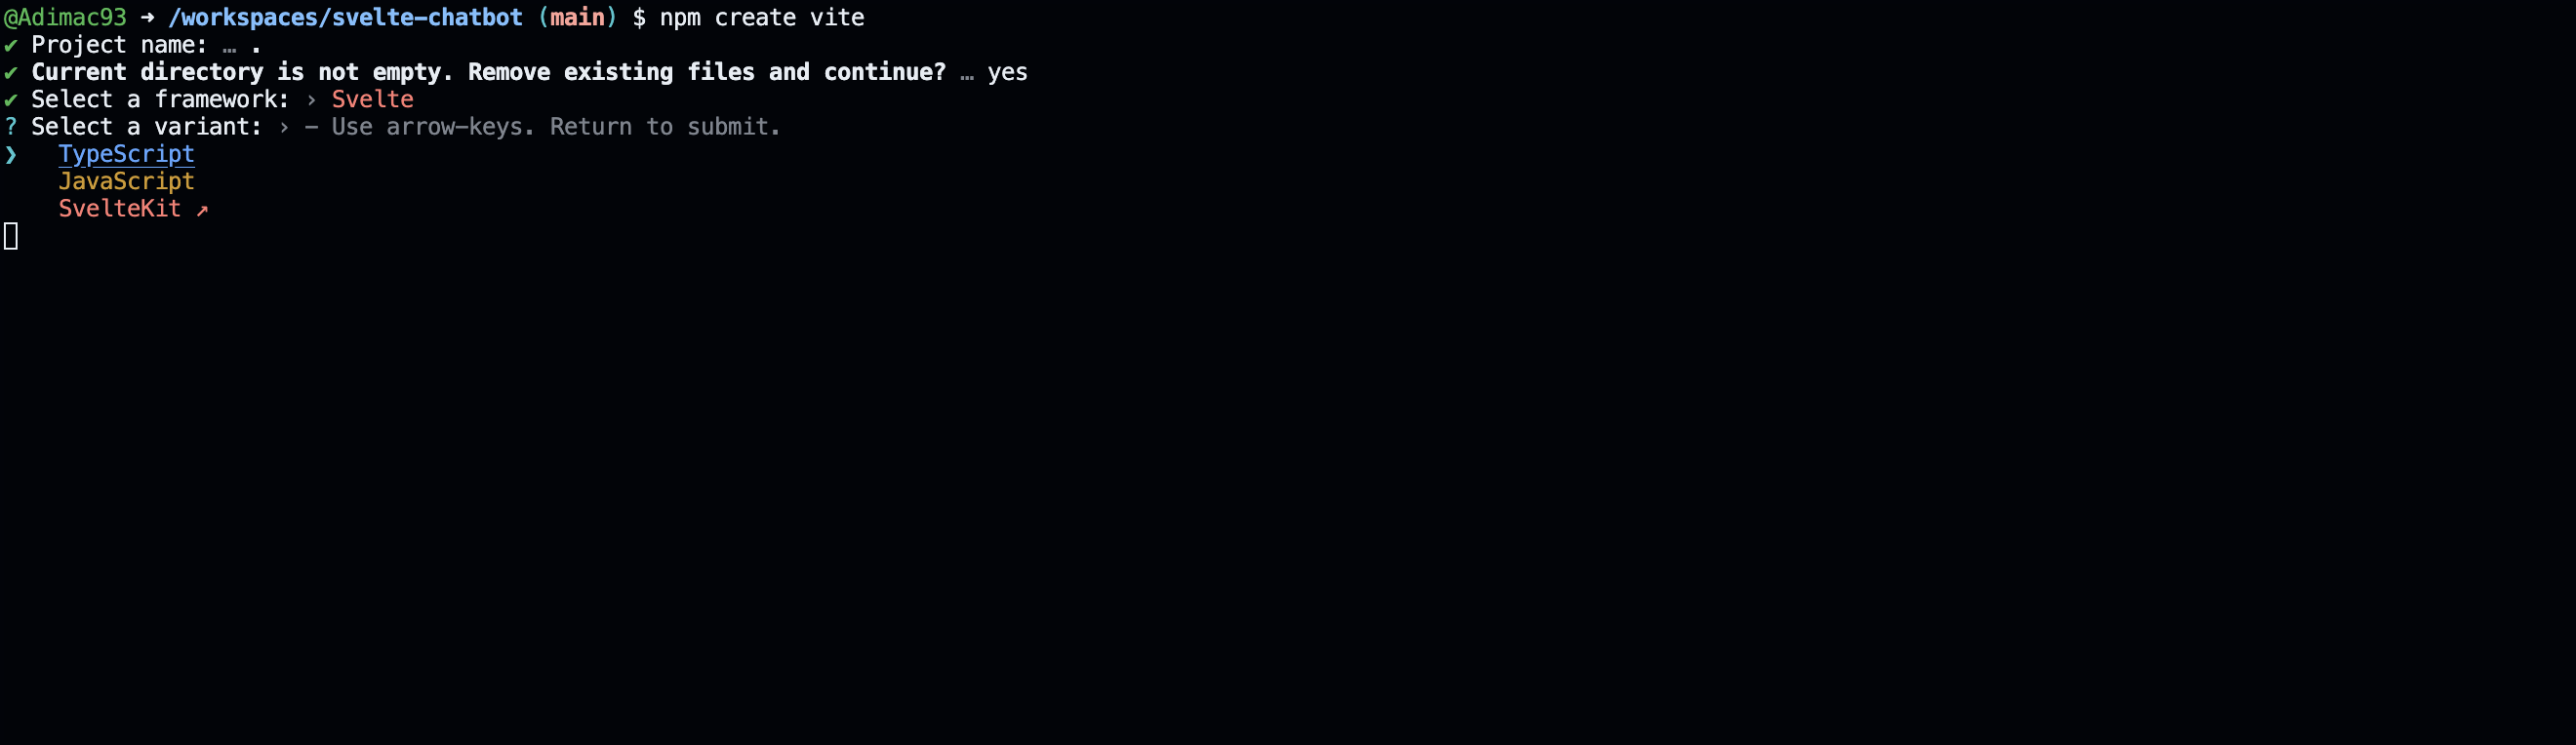 @Adimac93 ➜ /workspaces/svelte-chatbot (main) $ npm create vite
✔ Project name: … .
✔ Current directory is not empty. Remove existing files and continue? … yes
✔ Select a framework: › Svelte
? Select a variant: › - Use arrow-keys. Return to submit.
❯   TypeScript
    JavaScript
    SvelteKit ↗